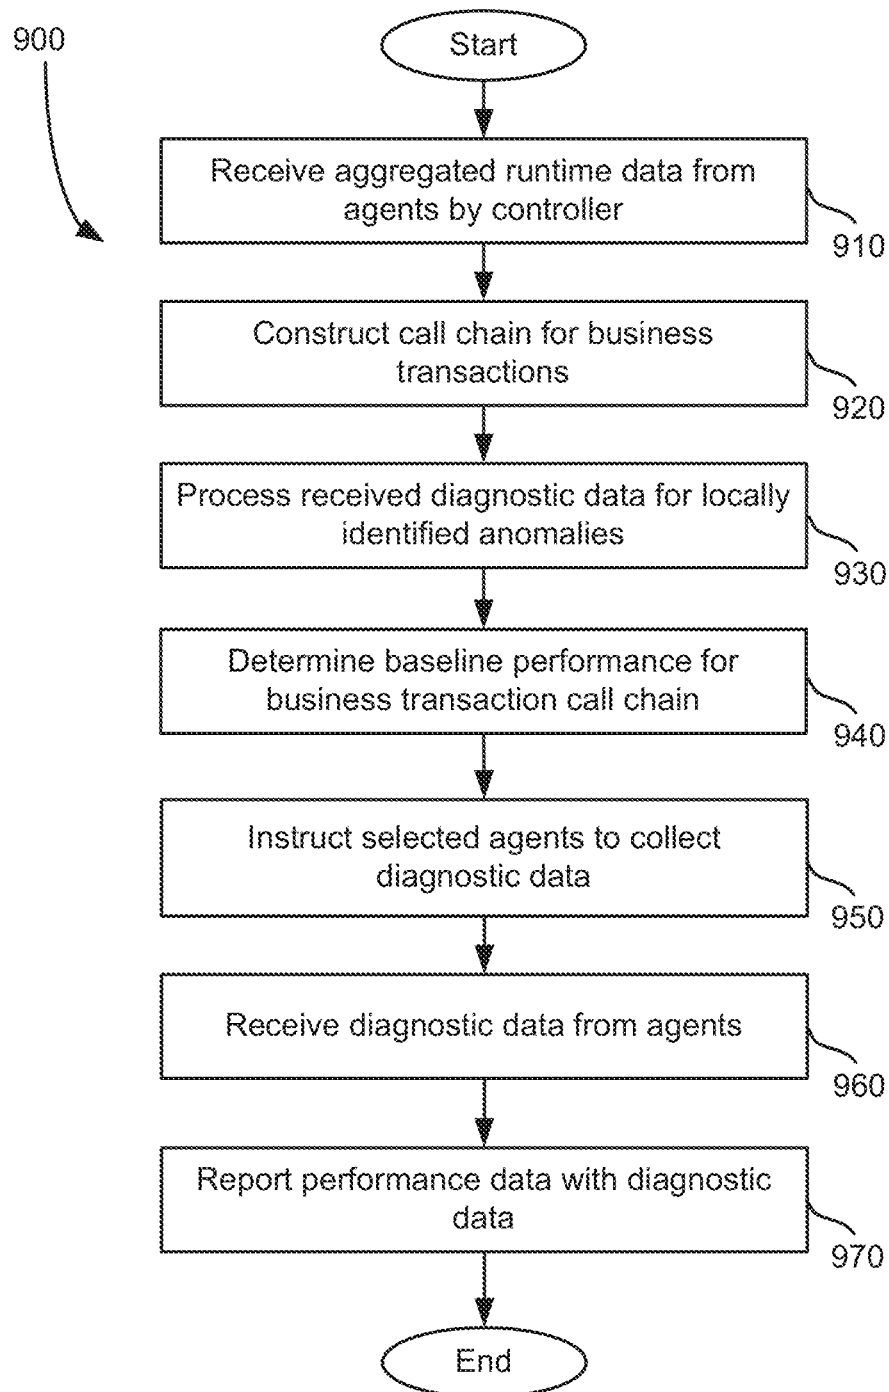 900
Start
Receive aggregated runtime data from
agents by controller
910
Construct call chain for business
transactions
920
Process received diagnostic data for locally
identified anomalies
930
Determine baseline performance for
business transaction call chain
940
Instruct selected agents to collect
diagnostic data
950
Receive diagnostic data from agents
960
Report performance data with diagnostic
data
970
End